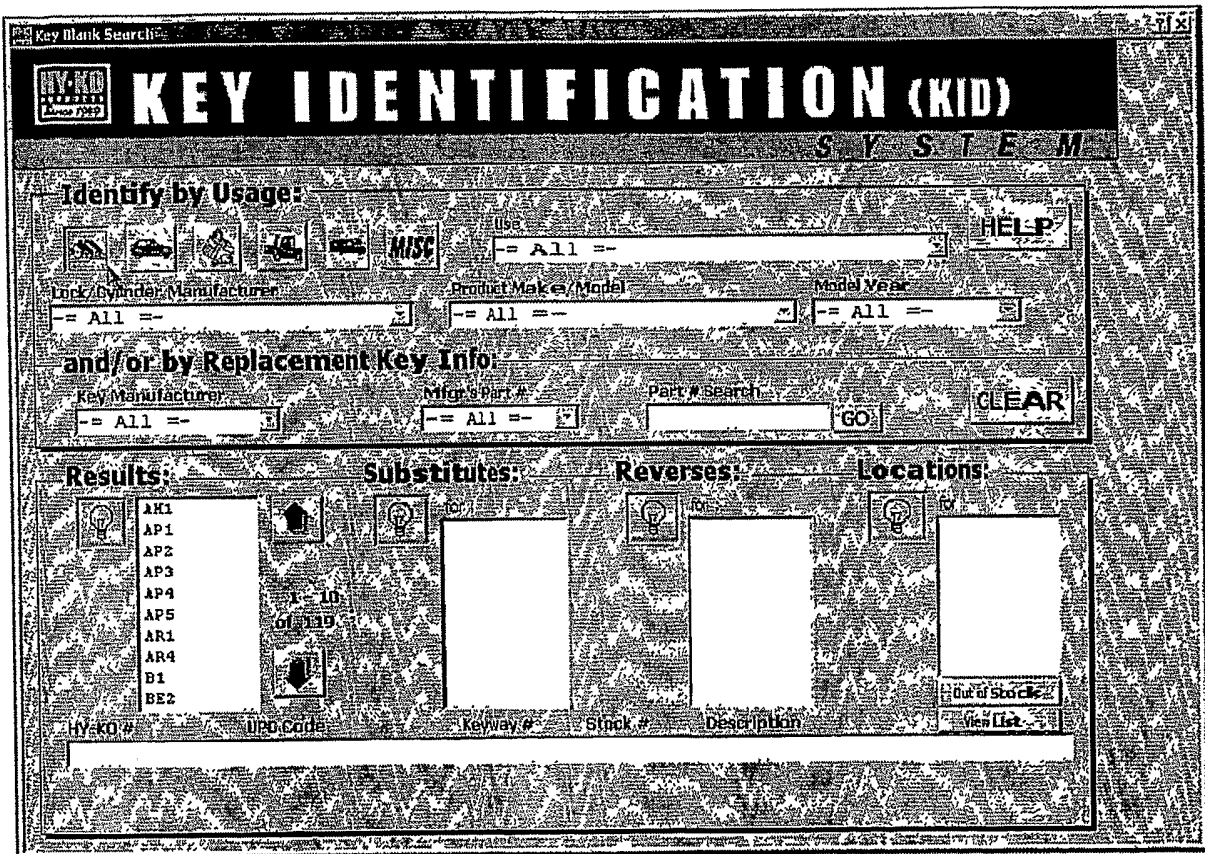 Key Blank Search
HY-KO
Since 1949
KEY IDENTIFICATION (KID)
SYSTEM
Identify by Usage:
HELP
Use
MISC
-= All =-
Lock/Cylinder Manufacturer
Product Make/Model
Model Year
-= All =-
-= All =-
-= All =-
and/or by Replacement Key Info:
Key Manufacturer
Mfgr's Part #
Part # Search
CLEAR
-= All =-
-= All =-
GO
Results:
Substitutes:
Reverses:
Locations:
for
for
for
AH1
AP1
AP2
AP3
AP4
AP5
AR1
AR4
B1
BE2
1 - 10
of 119
Out of Stock
View List
HY-KO #
UPC Code
Keyway #
Stock #
Description